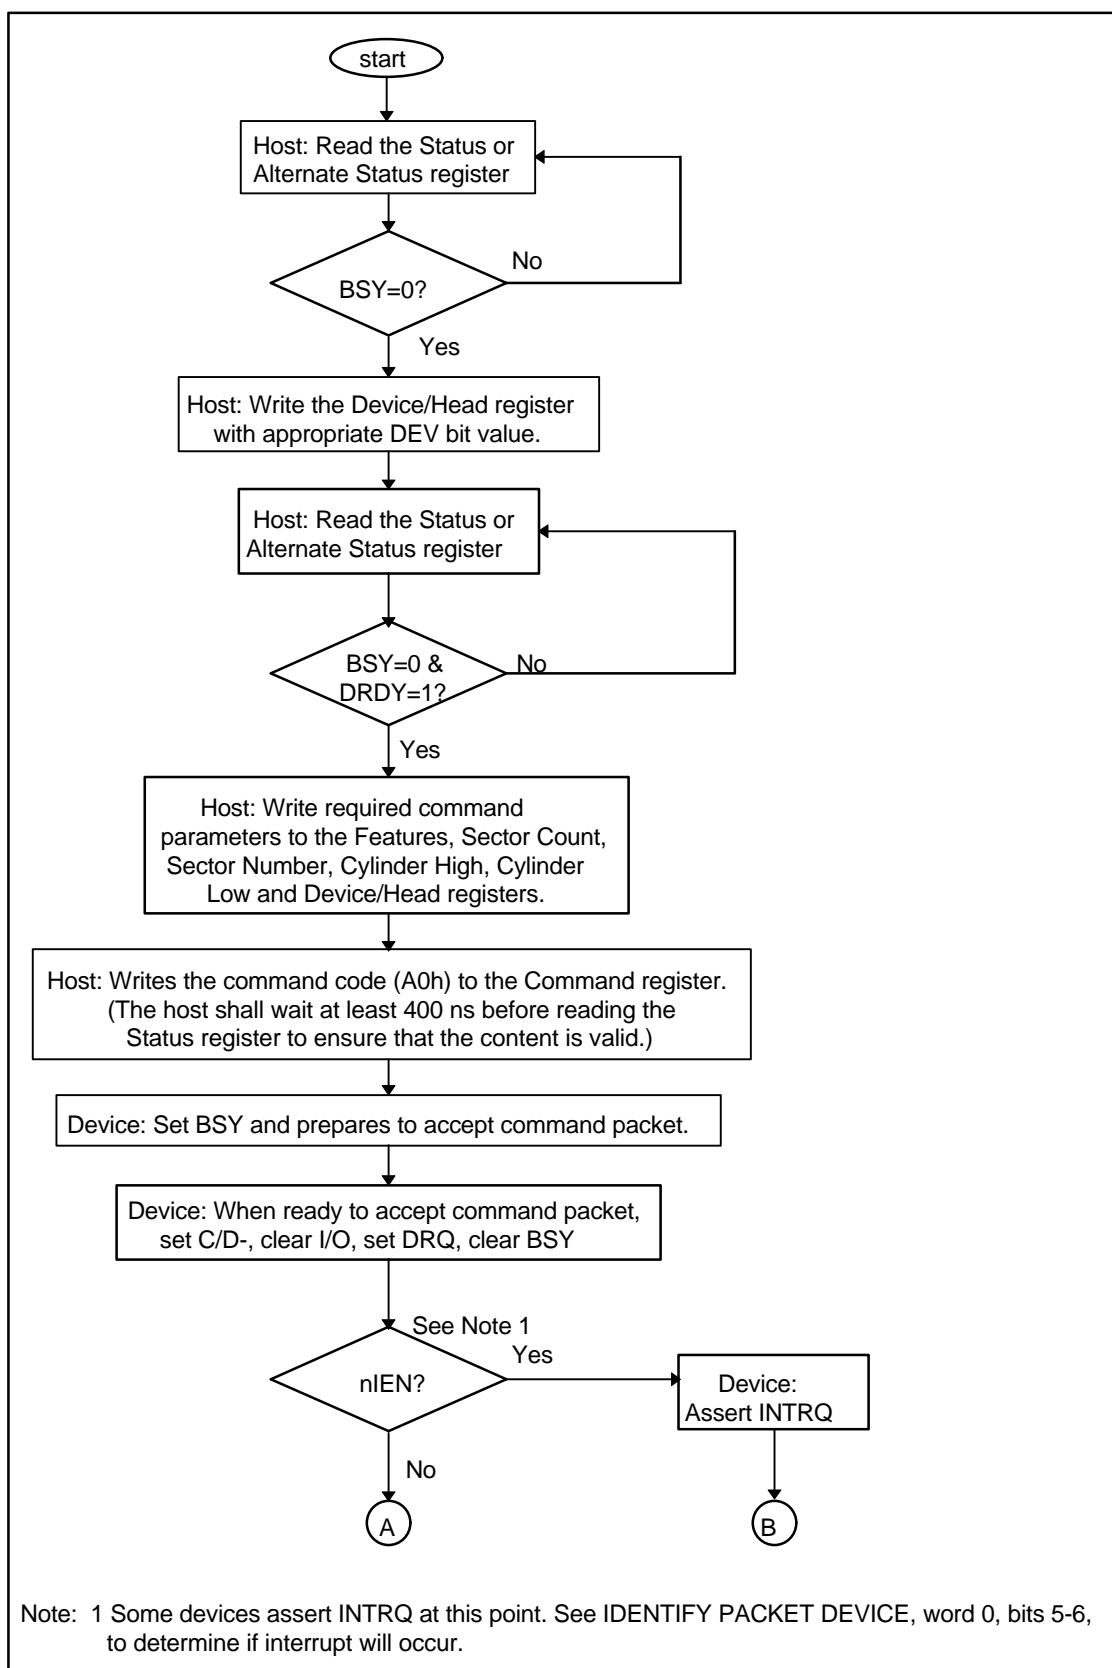 start
Host: Read the Status or
Alternate Status register
No
BSY=0?
Yes
Host: Write the Device/Head register
with appropriate DEV bit value.
Host: Read the Status or
Alternate Status register
BSY=0 &
DRDY=1?
No
Yes
Host: Write required command
parameters to the Features, Sector Count,
Sector Number, Cylinder High, Cylinder
Low and Device/Head registers.
Host: Writes the command code (A0h) to the Command register.
(The host shall wait at least 400 ns before reading the
Status register to ensure that the content is valid.)
Device: Set BSY and prepares to accept command packet.
Device: When ready to accept command packet,
set C/D-, clear I/O, set DRQ, clear BSY
See Note 1
Yes
nIEN?
Device:
Assert INTRQ
No
A
B
Note: 1 Some devices assert INTRQ at this point. See IDENTIFY PACKET DEVICE, word 0, bits 5-6,
to determine if interrupt will occur.